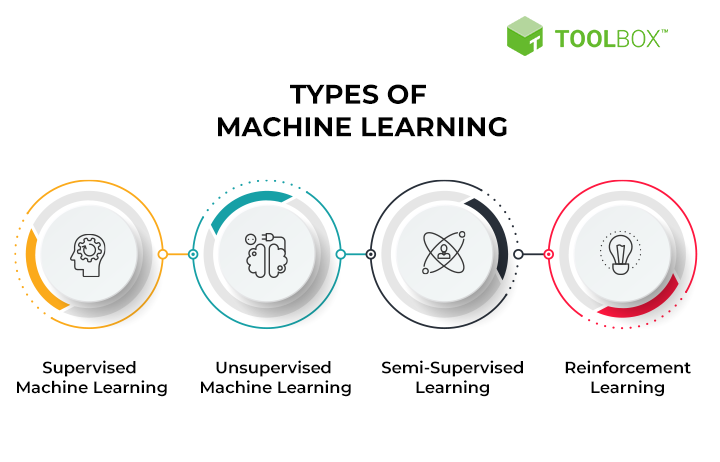 TOOLBOX™
TYPES OF
MACHINE LEARNING
Supervised
Machine Learning
Unsupervised
Machine Learning
Semi-Supervised
Learning
Reinforcement
Learning